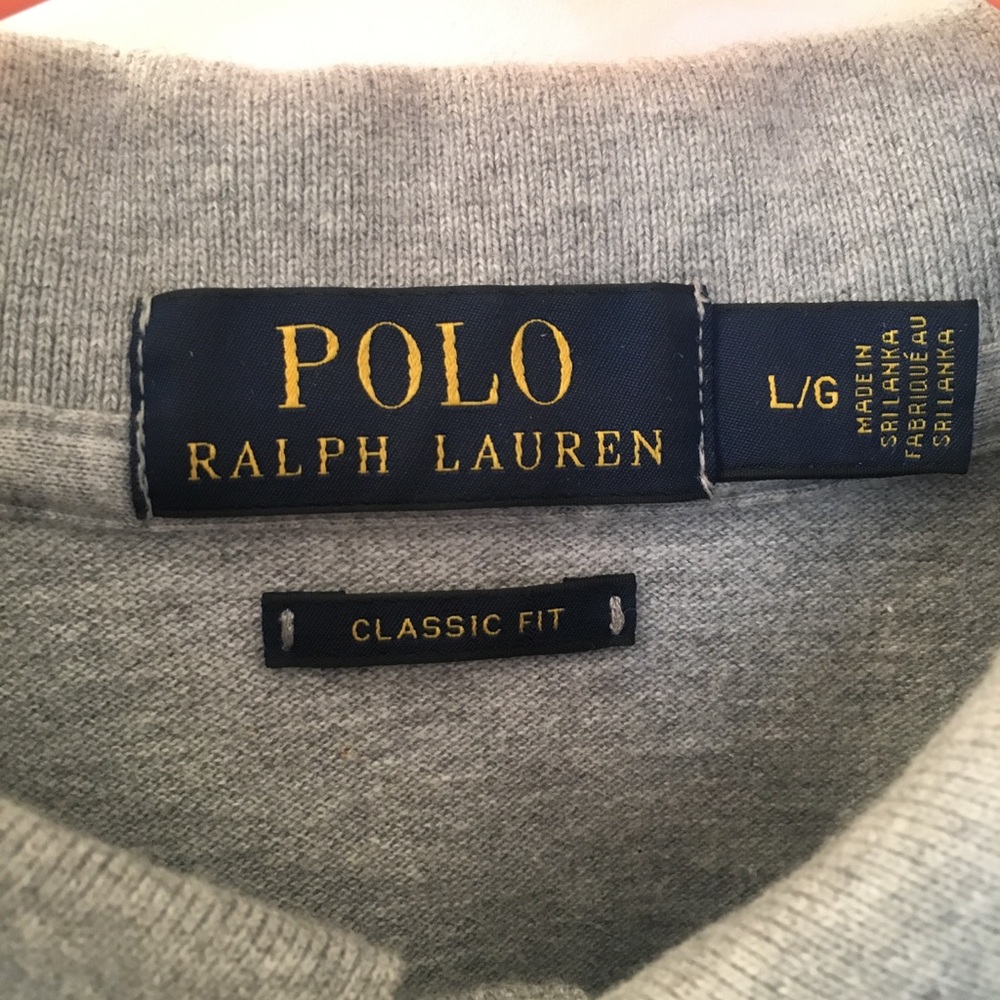 POLO
RALPH LAUREN
L/G
MADE IN
SRI LANKA
FABRIQUÉ AU
SRI LANKA
CLASSIC FIT